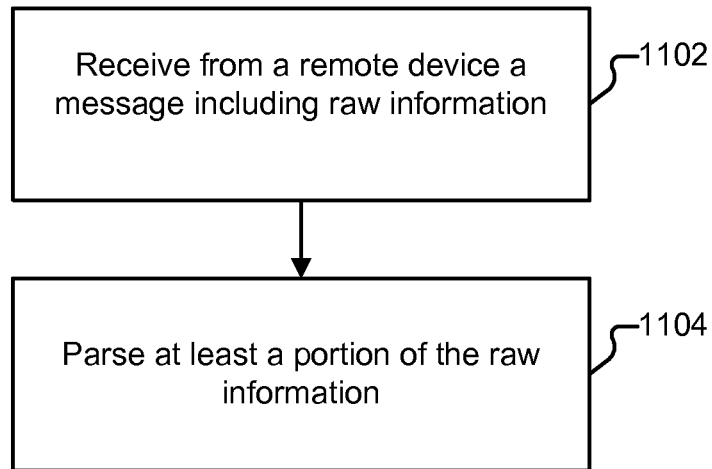 Receive from a remote device a
message including raw information
1102
Parse at least a portion of the raw
information
1104